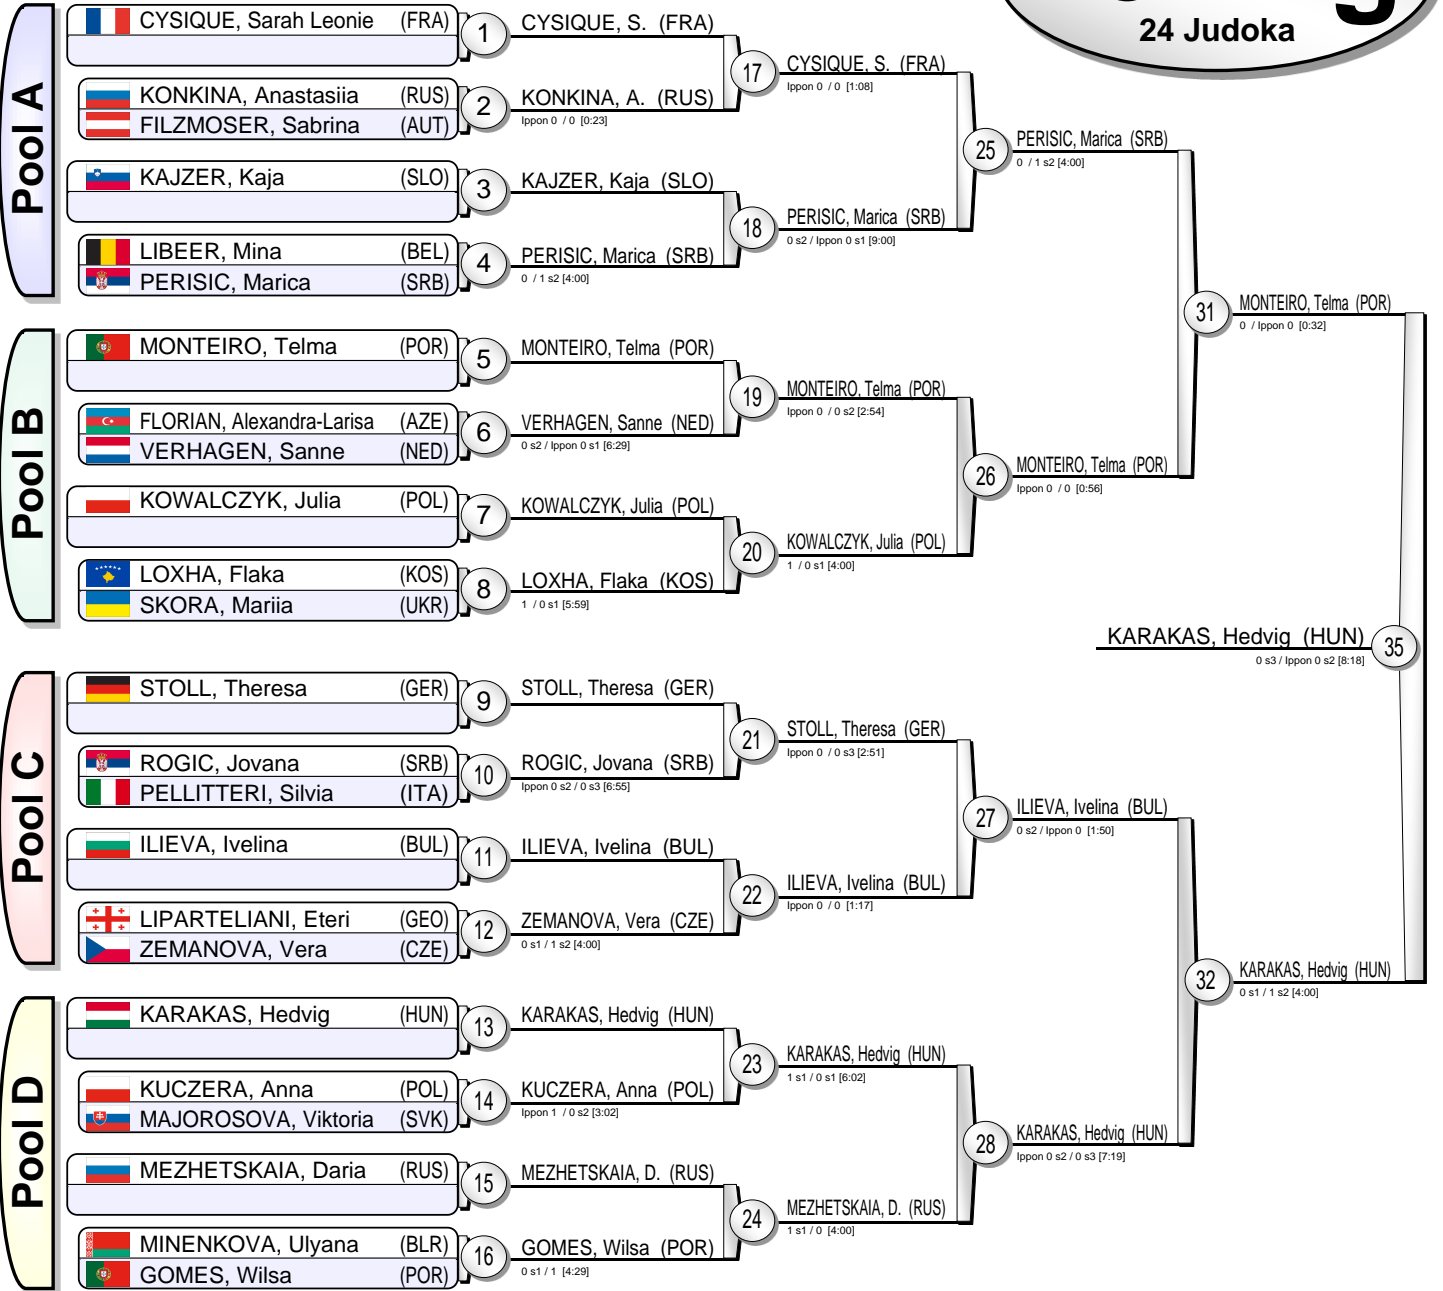 24 Judoka
Pool A
CYSIQUE, Sarah Leonie (FRA)
1
CYSIQUE, S. (FRA)
KONKINA, Anastasiia (RUS)
FILZMOSER, Sabrina (AUT)
2
KONKINA, A. (RUS)
Ippon 0 / 0 [0:23]
17
CYSIQUE, S. (FRA)
Ippon 0 / 0 [1:08]
KAJZER, Kaja (SLO)
3
KAJZER, Kaja (SLO)
LIBEER, Mina (BEL)
PERISIC, Marica (SRB)
4
PERISIC, Marica (SRB)
0 / 1 s2 [4:00]
18
PERISIC, Marica (SRB)
0 s2 / Ippon 0 s1 [9:00]
25
PERISIC, Marica (SRB)
0 / 1 s2 [4:00]
Pool B
MONTEIRO, Telma (POR)
5
MONTEIRO, Telma (POR)
FLORIAN, Alexandra-Larisa (AZE)
VERHAGEN, Sanne (NED)
6
VERHAGEN, Sanne (NED)
0 s2 / Ippon 0 s1 [6:29]
19
MONTEIRO, Telma (POR)
Ippon 0 / 0 s2 [2:54]
KOWALCZYK, Julia (POL)
7
KOWALCZYK, Julia (POL)
LOXHA, Flaka (KOS)
SKORA, Mariia (UKR)
8
LOXHA, Flaka (KOS)
1 / 0 s1 [5:59]
20
KOWALCZYK, Julia (POL)
1 / 0 s1 [4:00]
26
MONTEIRO, Telma (POR)
Ippon 0 / 0 [0:56]
31
MONTEIRO, Telma (POR)
0 / Ippon 0 [0:32]
KARAKAS, Hedvig (HUN)
0 s3 / Ippon 0 s2 [8:18]
35
Pool C
STOLL, Theresa (GER)
9
STOLL, Theresa (GER)
ROGIC, Jovana (SRB)
PELLITTERI, Silvia (ITA)
10
ROGIC, Jovana (SRB)
Ippon 0 s2 / 0 s3 [6:55]
21
STOLL, Theresa (GER)
Ippon 0 / 0 s3 [2:51]
ILIEVA, Ivelina (BUL)
11
ILIEVA, Ivelina (BUL)
LIPARTELIANI, Eteri (GEO)
ZEMANOVA, Vera (CZE)
12
ZEMANOVA, Vera (CZE)
0 s1 / 1 s2 [4:00]
22
ILIEVA, Ivelina (BUL)
Ippon 0 / 0 [1:17]
27
ILIEVA, Ivelina (BUL)
0 s2 / Ippon 0 [1:50]
Pool D
KARAKAS, Hedvig (HUN)
13
KARAKAS, Hedvig (HUN)
KUCZERA, Anna (POL)
MAJOROSOVA, Viktoria (SVK)
14
KUCZERA, Anna (POL)
Ippon 1 / 0 s2 [3:02]
23
KARAKAS, Hedvig (HUN)
1 s1 / 0 s1 [6:02]
MEZHETSKAIA, Daria (RUS)
15
MEZHETSKAIA, D. (RUS)
MINENKOVA, Ulyana (BLR)
GOMES, Wilsa (POR)
16
GOMES, Wilsa (POR)
0 s1 / 1 [4:29]
24
MEZHETSKAIA, D. (RUS)
1 s1 / 0 [4:00]
28
KARAKAS, Hedvig (HUN)
Ippon 0 s2 / 0 s3 [7:19]
32
KARAKAS, Hedvig (HUN)
0 s1 / 1 s2 [4:00]